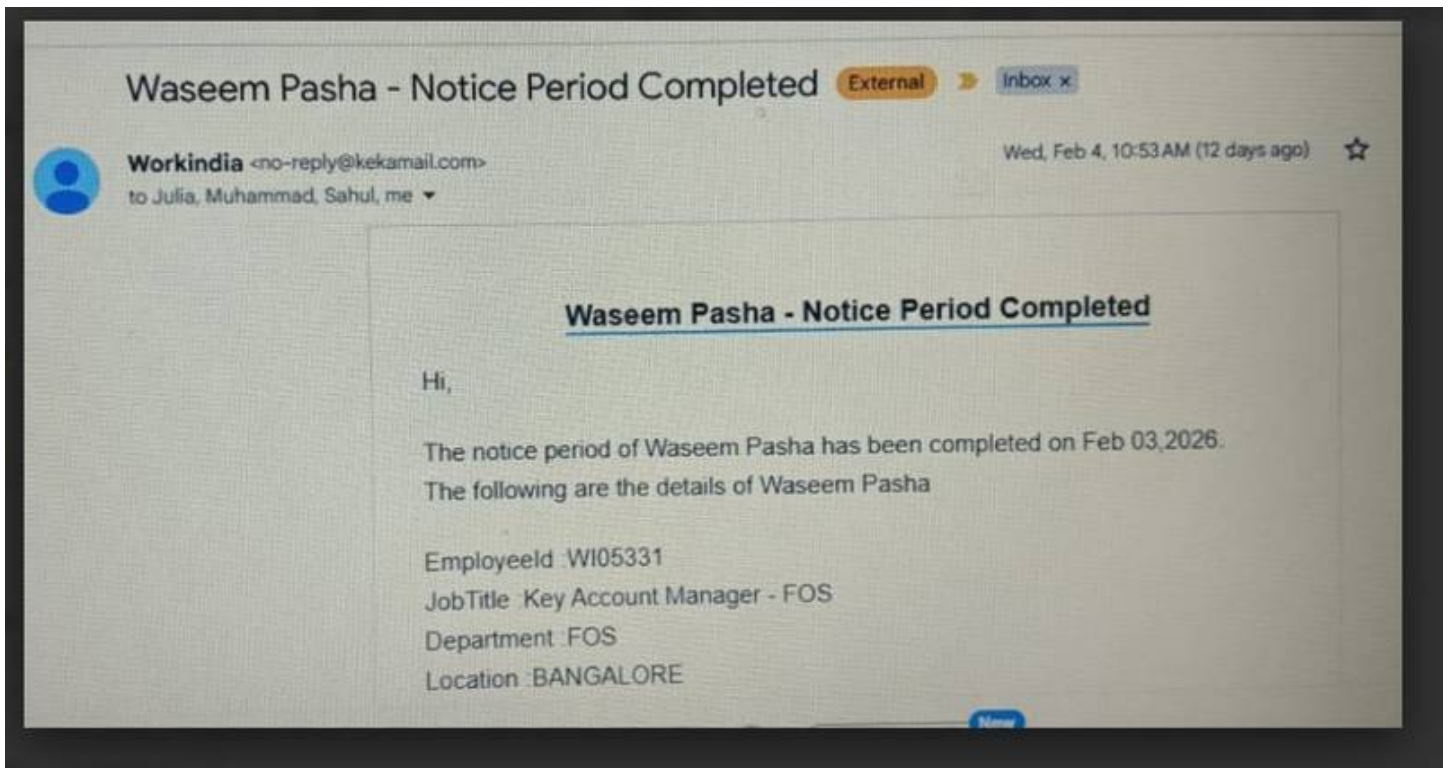 Waseem Pasha - Notice Period Completed External Inbox x
Workindia <no-reply@kekamail.com> Wed, Feb 4, 10:53 AM (12 days ago)
to Julia, Muhammad, Sahul, me
Waseem Pasha - Notice Period Completed
Hi,
The notice period of Waseem Pasha has been completed on Feb 03,2026.
The following are the details of Waseem Pasha
EmployeeId :WI05331
JobTitle :Key Account Manager - FOS
Department :FOS
Location :BANGALORE
New